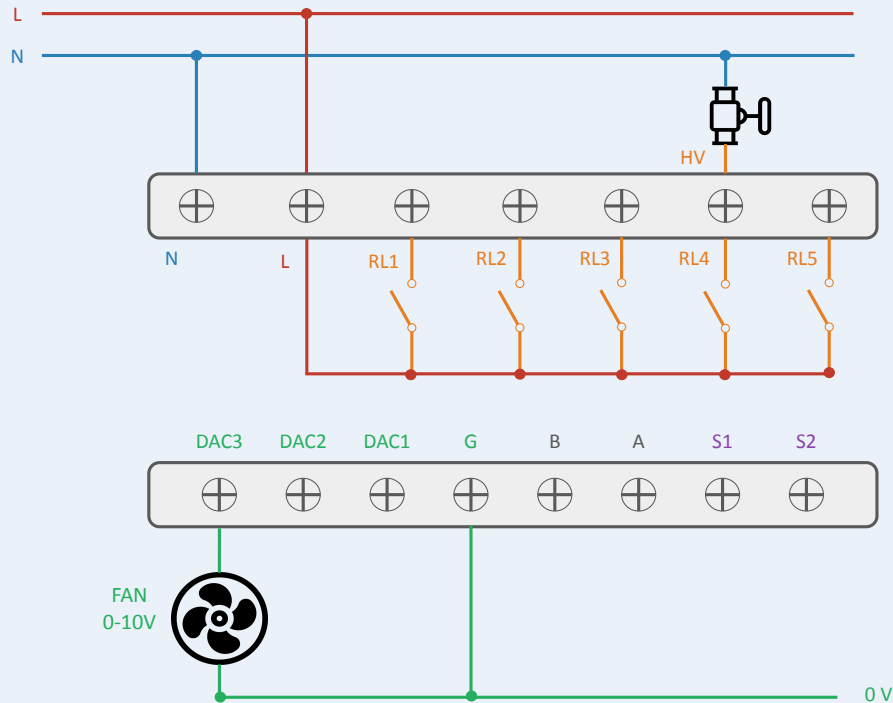 L
N
HV
N
L
RL1
RL2
RL3
RL4
RL5
DAC3
DAC2
DAC1
G
B
A
S1
S2
FAN
0-10V
0 V